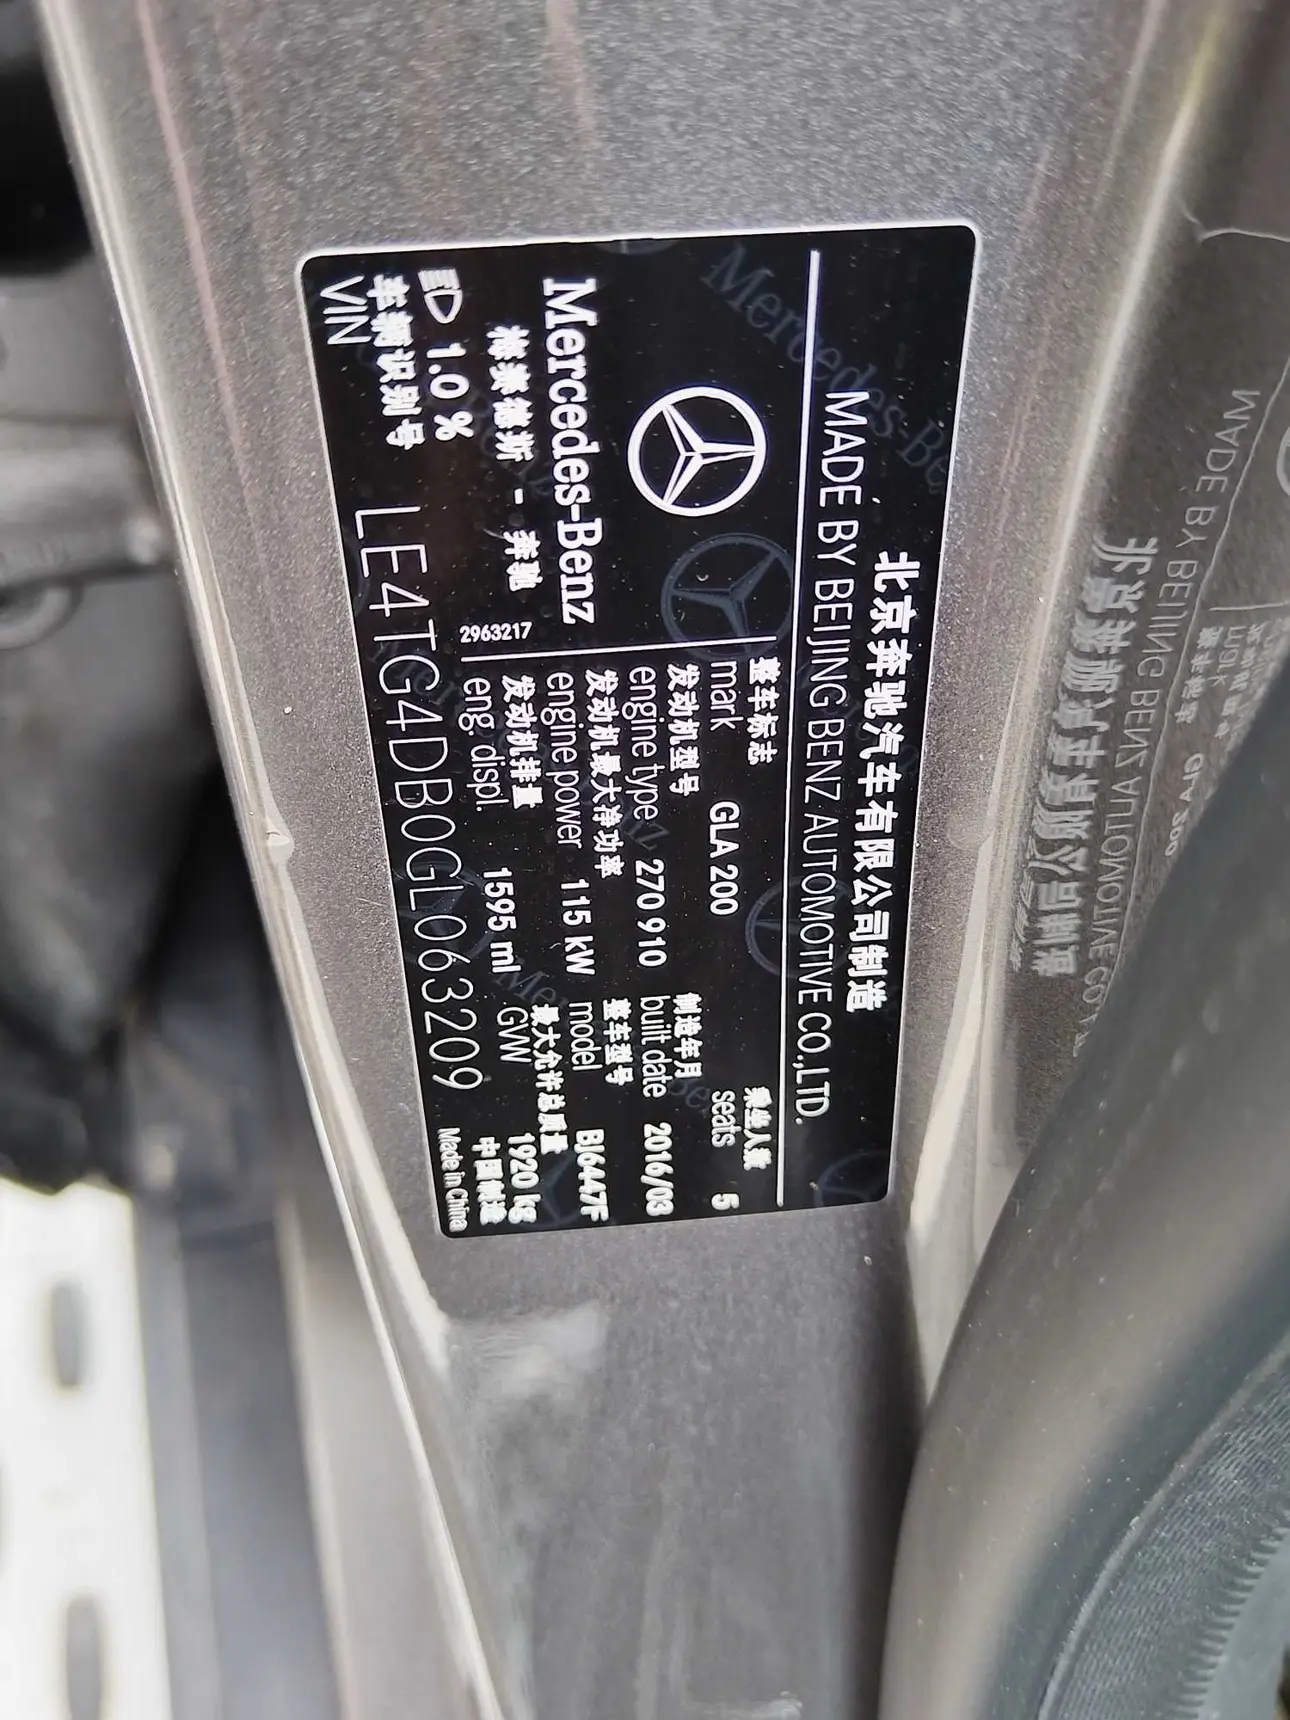 北京奔驰汽车有限公司制造
MADE BY BEIJING BENZ AUTOMOTIVE CO.,LTD.
Mercedes-Benz
梅赛德斯 - 奔驰
2963217
1.0 %
整车标志
mark GLA 200
乘坐人数
seats 5
发动机型号
engine type 270 910
制造年月
built date 2016/03
发动机最大净功率
engine power 115 kW
整车型号
model BJ6447F
发动机排量
eng. displ. 1595 ml
最大允许总质量
GVW 1920 kg
车辆识别号
VIN LE4TG4DB0GL063209
中国制造
Made in China